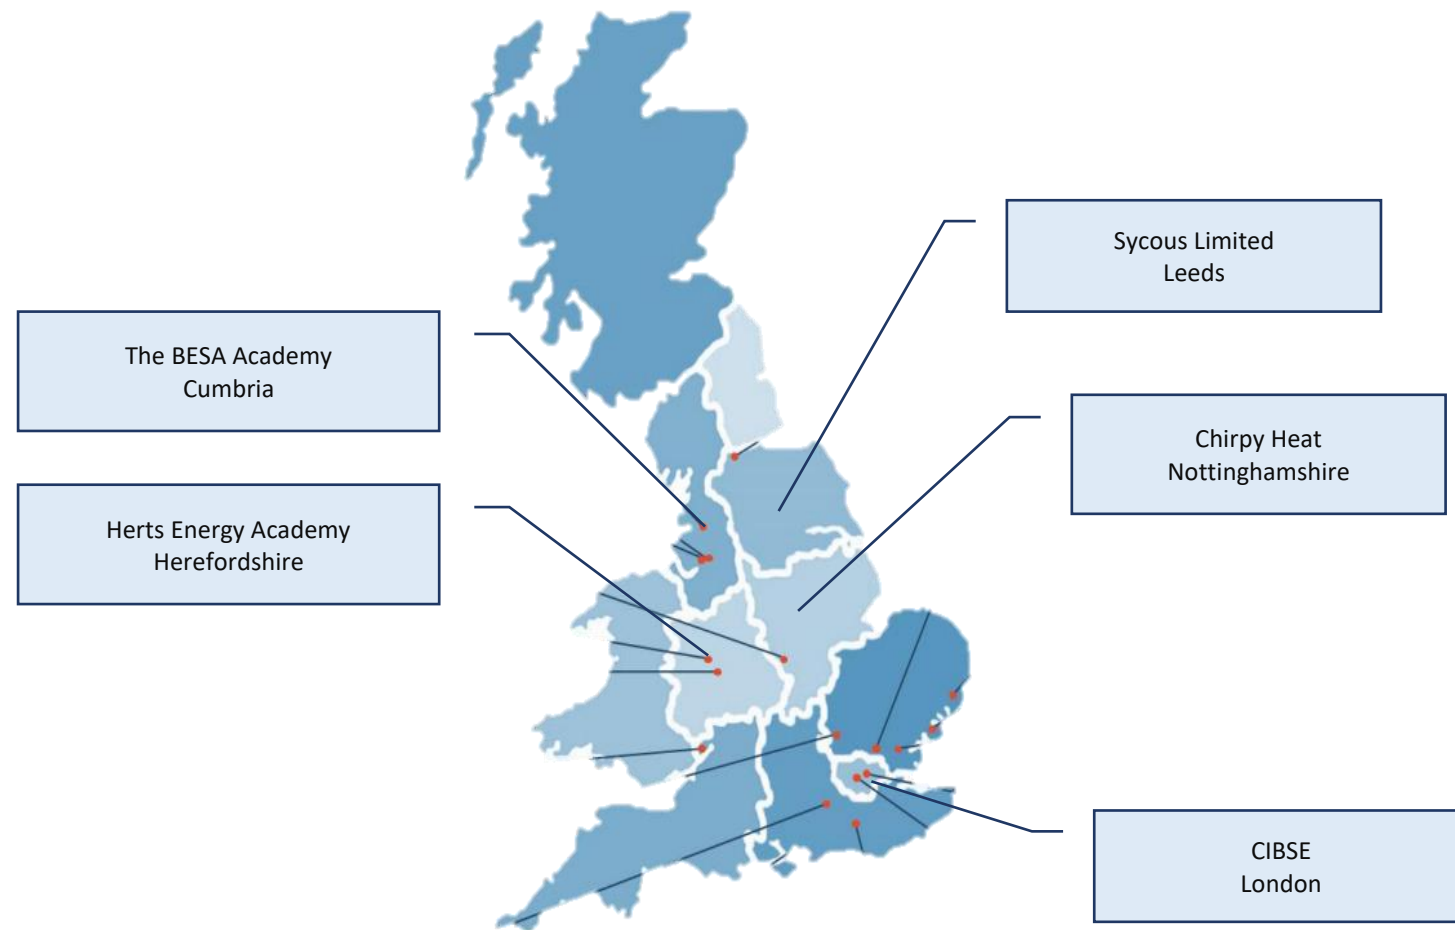 Sycous Limited
Leeds
The BESA Academy
Cumbria
Chirpy Heat
Nottinghamshire
Herts Energy Academy
Herefordshire
CIBSE
London